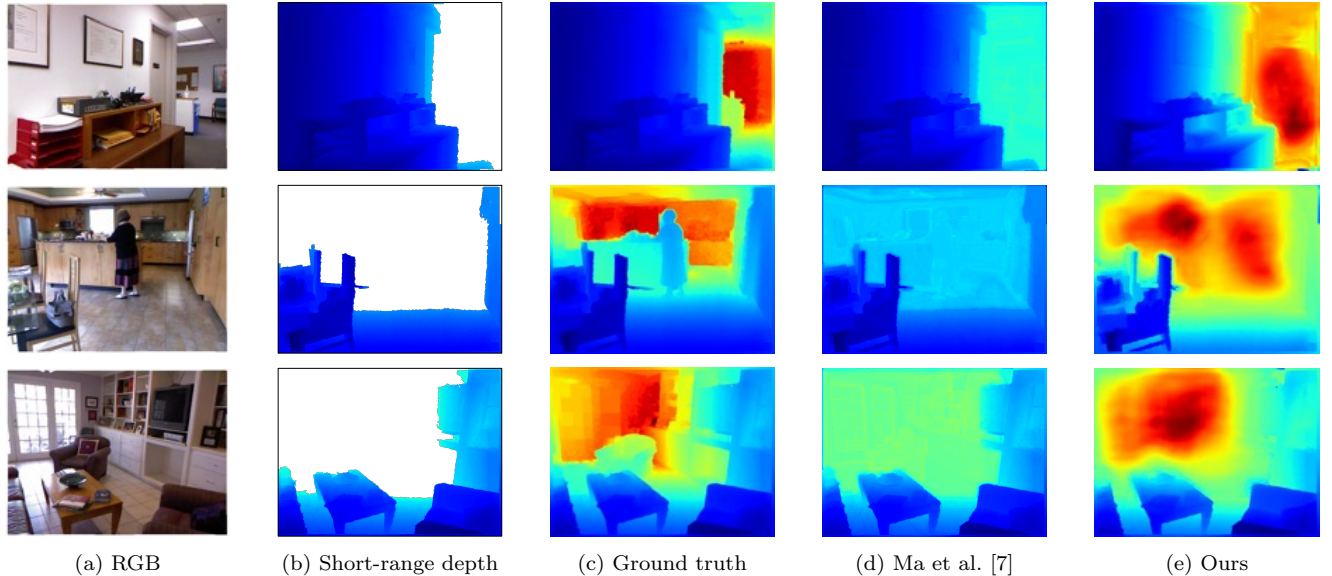 (a) RGB
(b) Short-range depth
(c) Ground truth
(d) Ma et al. [7]
(e) Ours